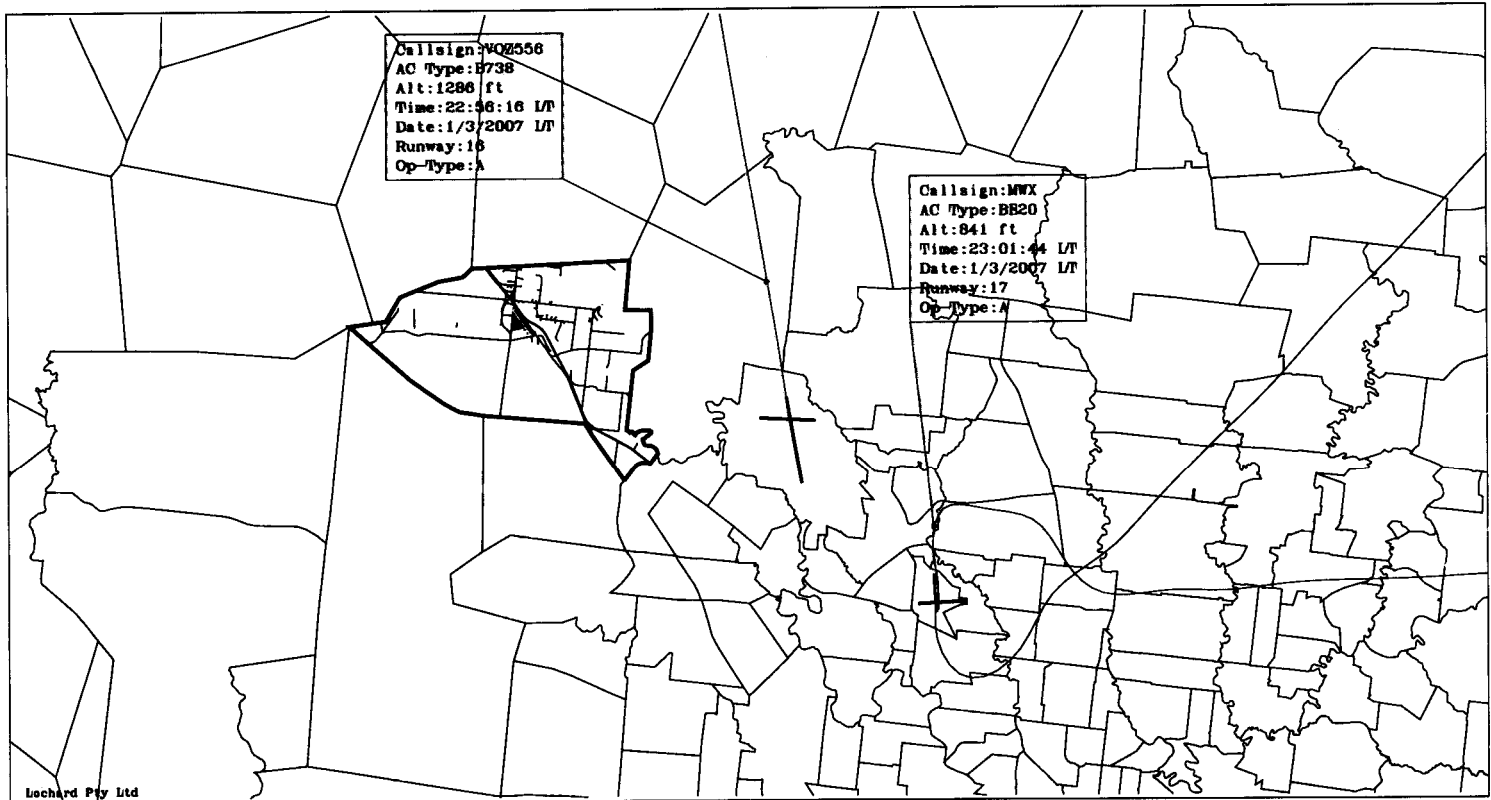 Callsign:VOZ556
AC Type:B738
Alt:1286 ft
Time:22:56:16 LT
Date:1/3/2007 LT
Runway:16
Op-Type:A
Callsign:MWX
AC Type:BE20
Alt:841 ft
Time:23:01:44 LT
Date:1/3/2007 LT
Runway:17
Op-Type:A
Lochard Pty Ltd